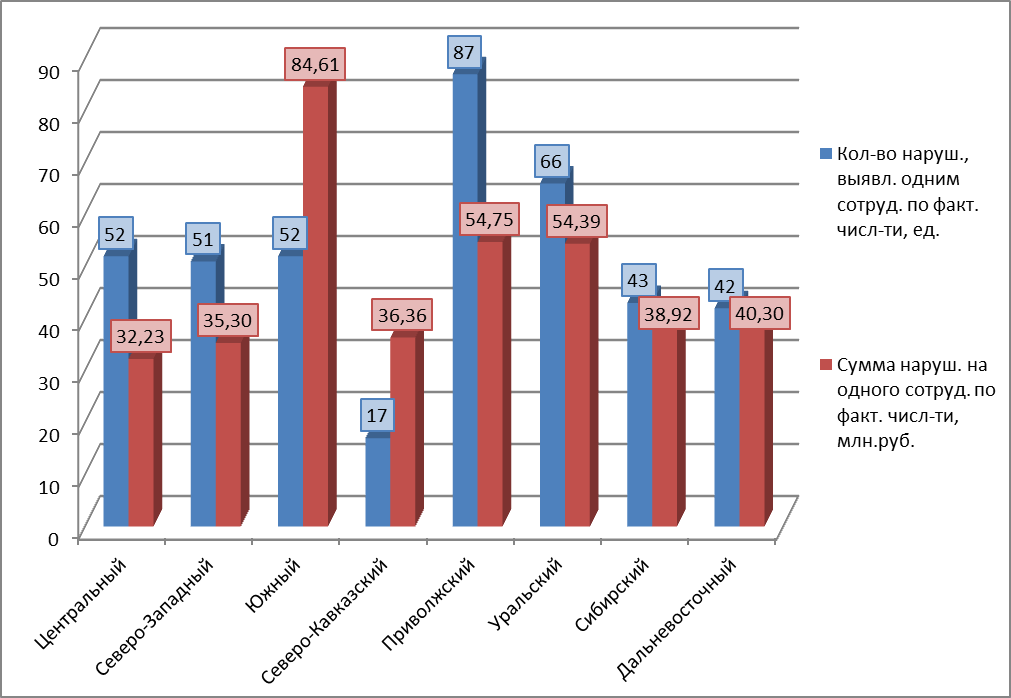 90
80
70
60
50
40
30
20
10
0
52
32,23
51
35,30
52
84,61
17
36,36
87
54,75
66
54,39
43
38,92
42
40,30
Центральный
Северо-Западный
Южный
Северо-Кавказский
Приволжский
Уральский
Сибирский
Дальневосточный
Кол-во наруш.,
выявл. одним
сотруд. по факт.
числ-ти, ед.
Сумма наруш. на
одного сотруд. по
факт. числ-ти,
млн.руб.